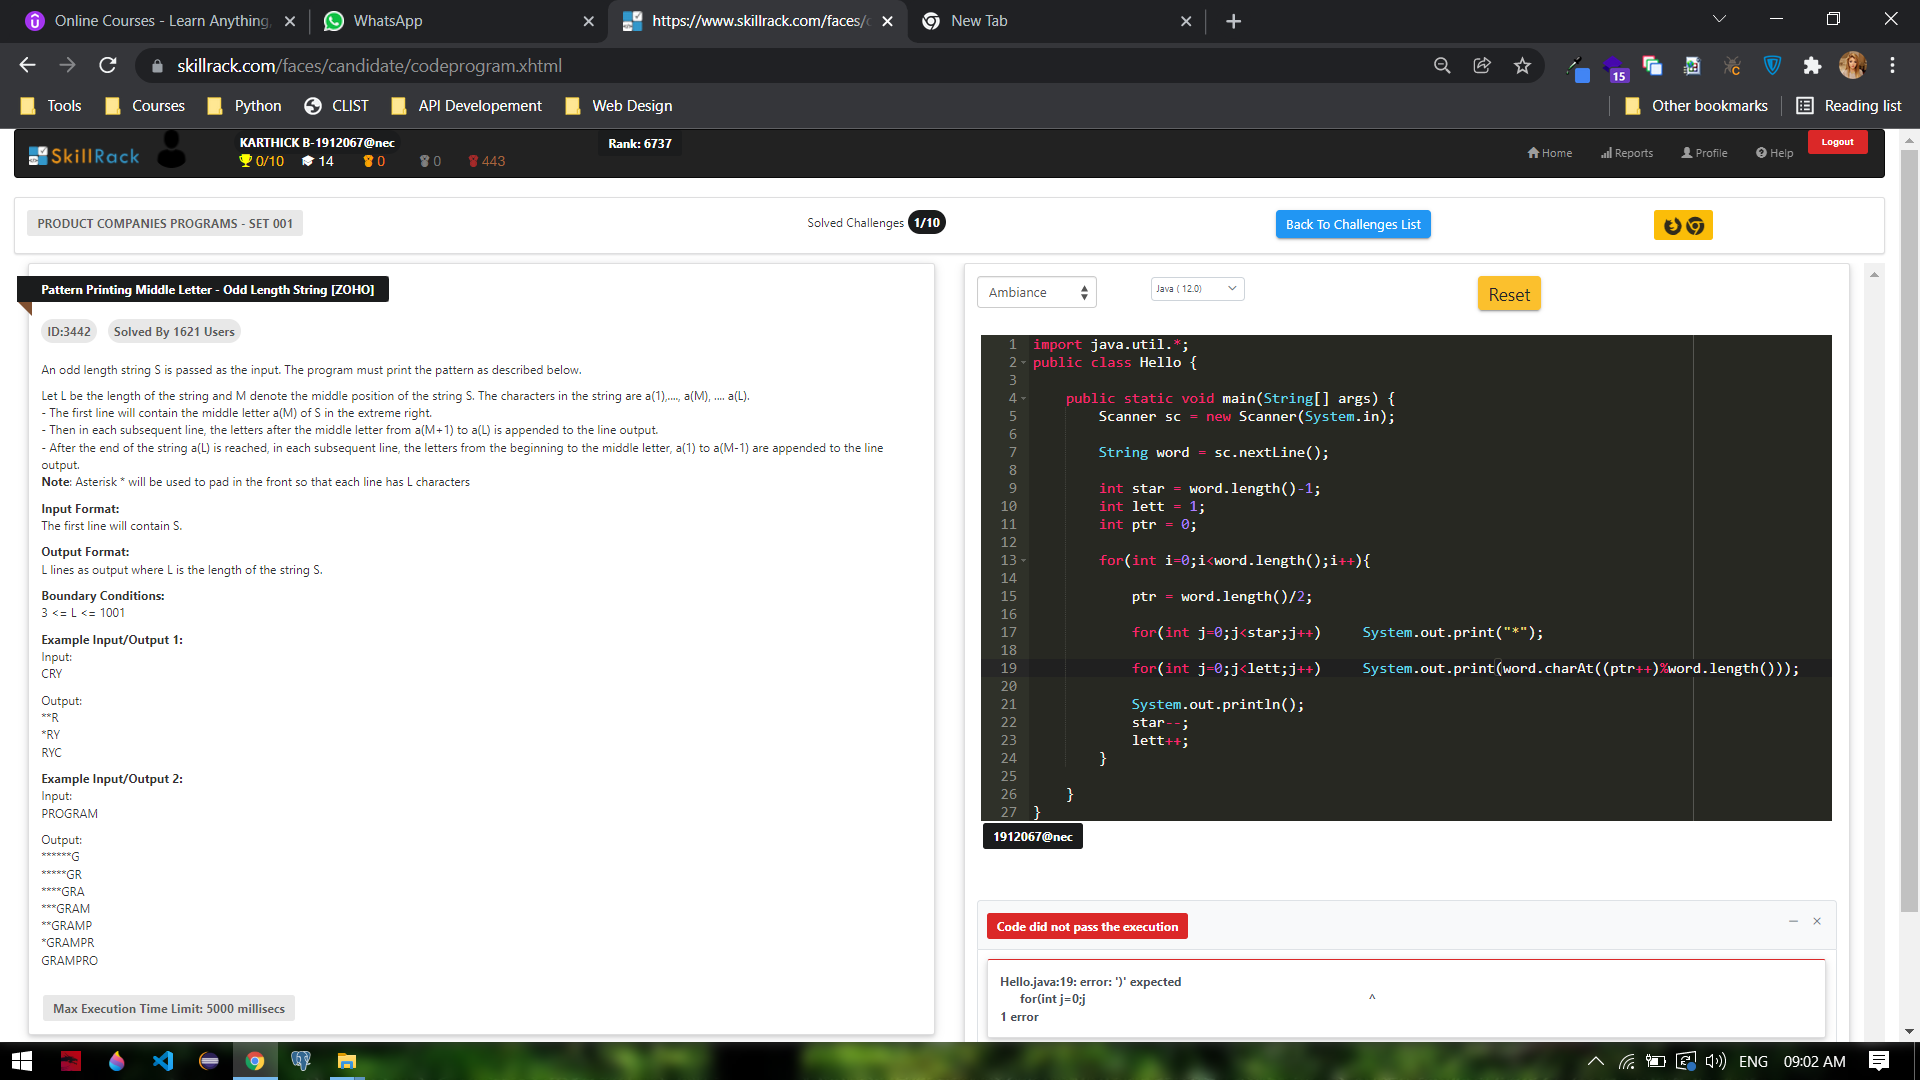 Online Courses - Learn Anything,
WhatsApp
https://www.skillrack.com/faces/c
New Tab
skillrack.com/faces/candidate/codeprogram.xhtml
15
Tools
Courses
Python
CLIST
API Developement
Web Design
Other bookmarks
Reading list
SkillRack
KARTHICK B-1912067@nec
0/10 14 0 0 443
Rank: 6737
Home
Reports
Profile
Help
Logout
PRODUCT COMPANIES PROGRAMS - SET 001
Solved Challenges 1/10
Back To Challenges List
Pattern Printing Middle Letter - Odd Length String [ZOHO]
ID:3442 Solved By 1621 Users
An odd length string S is passed as the input. The program must print the pattern as described below.
Let L be the length of the string and M denote the middle position of the string S. The characters in the string are a(1),...., a(M), .... a(L).
- The first line will contain the middle letter a(M) of S in the extreme right.
- Then in each subsequent line, the letters after the middle letter from a(M+1) to a(L) is appended to the line output.
- After the end of the string a(L) is reached, in each subsequent line, the letters from the beginning to the middle letter, a(1) to a(M-1) are appended to the line
output.
Note: Asterisk * will be used to pad in the front so that each line has L characters
Input Format:
The first line will contain S.
Output Format:
L lines as output where L is the length of the string S.
Boundary Conditions:
3 <= L <= 1001
Example Input/Output 1:
Input:
CRY
Output:
**R
*RY
RYC
Example Input/Output 2:
Input:
PROGRAM
Output:
******G
*****GR
****GRA
***GRAM
**GRAMP
*GRAMPR
GRAMPRO
Max Execution Time Limit: 5000 millisecs
Ambiance
Java ( 12.0)
Reset
1 import java.util.*;
2 public class Hello {
3
4 public static void main(String[] args) {
5 Scanner sc = new Scanner(System.in);
6
7 String word = sc.nextLine();
8
9 int star = word.length()-1;
10 int lett = 1;
11 int ptr = 0;
12
13 for(int i=0;i<word.length();i++){
14
15 ptr = word.length()/2;
16
17 for(int j=0;j<star;j++) System.out.print("*");
18
19 for(int j=0;j<lett;j++) System.out.print(word.charAt((ptr++)%word.length()));
20
21 System.out.println();
22 star--;
23 lett++;
24 }
25
26 }
27 }
1912067@nec
Code did not pass the execution
Hello.java:19: error: ')' expected
for(int j=0;j ^
1 error
ENG
09:02 AM